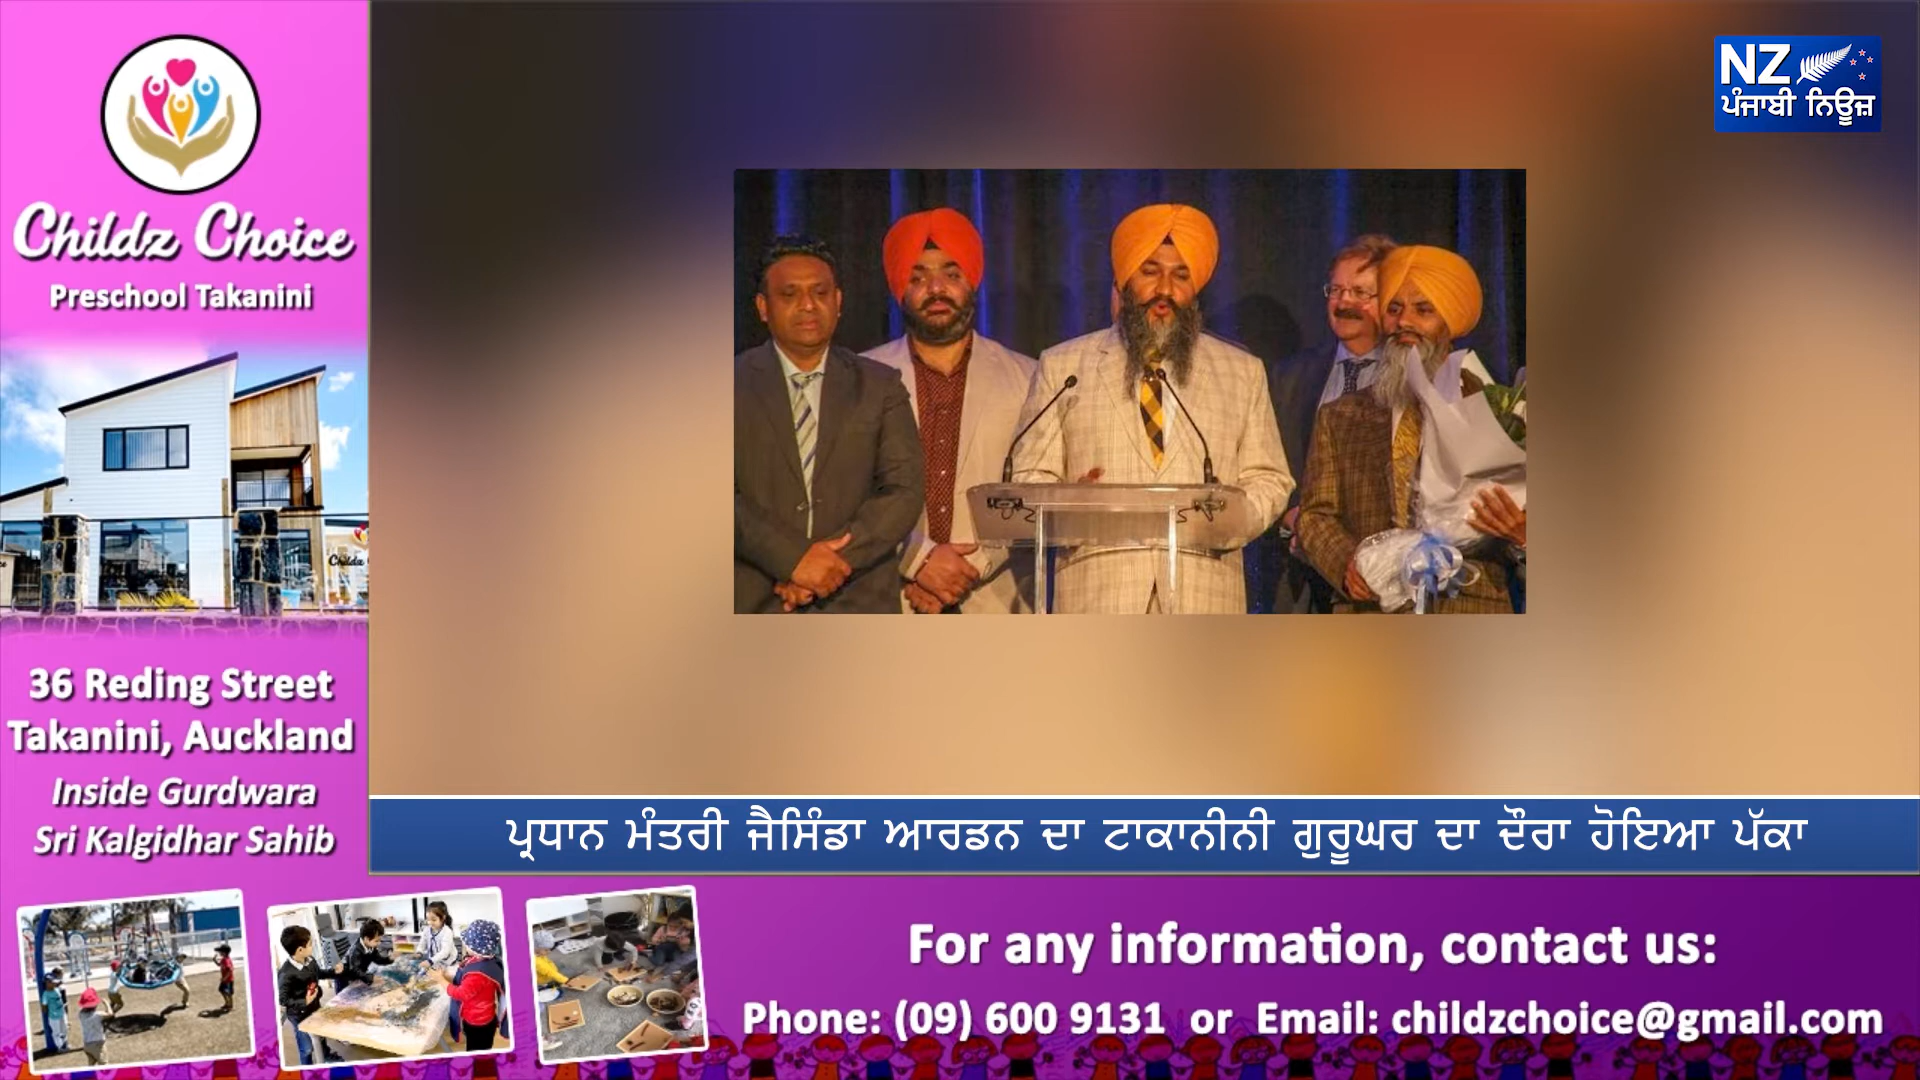 Childz Choice
Preschool Takanini
36 Reding Street
Takanini, Auckland
Inside Gurdwara
Sri Kalgidhar Sahib
NZ
ਪੰਜਾਬੀ ਨਿਊਜ਼
ਪ੍ਰਧਾਨ ਮੰਤਰੀ ਜੈਸਿੰਡਾ ਆਰਡਨ ਦਾ ਟਾਕਾਨੀਨੀ ਗੁਰੂਘਰ ਦਾ ਦੌਰਾ ਹੋਇਆ ਪੱਕਾ
For any information, contact us:
Phone: (09) 600 9131 or Email: childzchoice@gmail.com